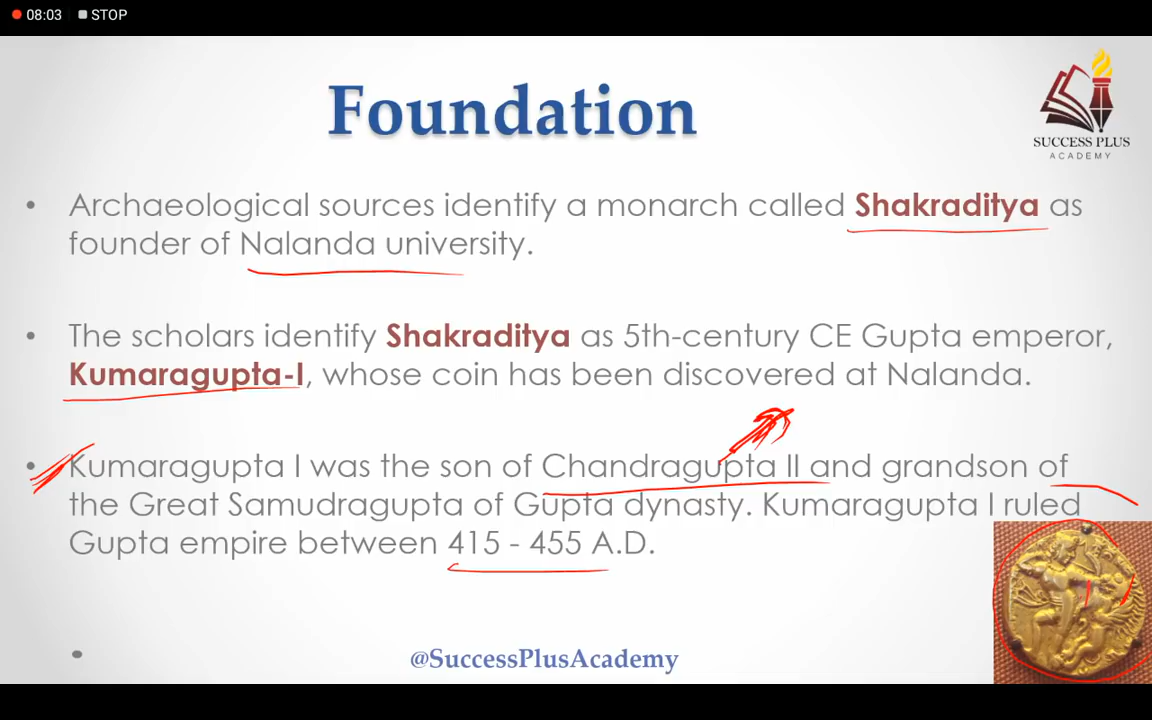 08:03 STOP
Foundation
SUCCESS PLUS
ACADEMY
• Archaeological sources identify a monarch called Shakraditya as
founder of Nalanda university.
• The scholars identify Shakraditya as 5th-century CE Gupta emperor,
Kumaragupta-I, whose coin has been discovered at Nalanda.
• Kumaragupta I was the son of Chandragupta II and grandson of
the Great Samudragupta of Gupta dynasty. Kumaragupta I ruled
Gupta empire between 415 - 455 A.D.
@SuccessPlusAcademy